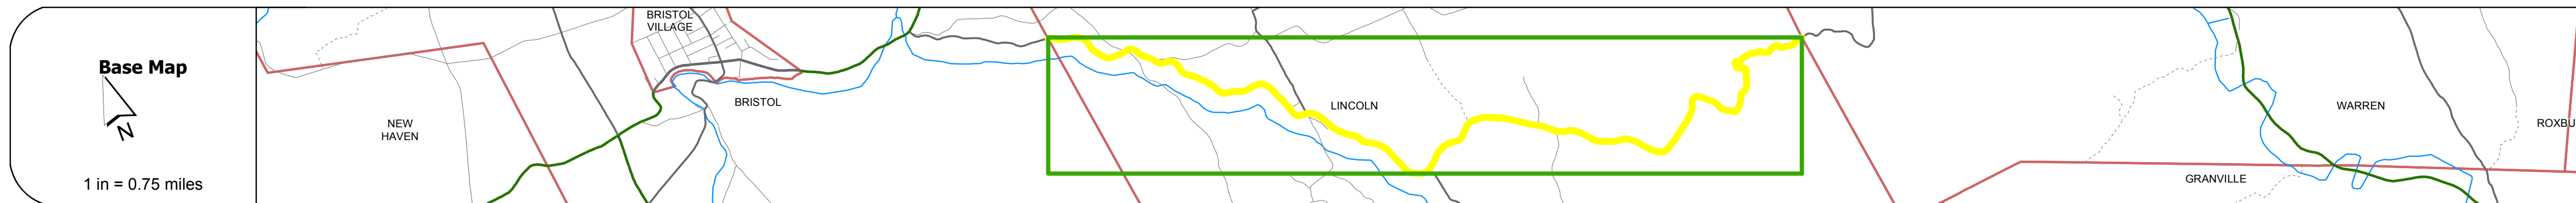 Base Map
N
1 in = 0.75 miles
BRISTOL
VILLAGE
BRISTOL
NEW
HAVEN
LINCOLN
WARREN
ROXBU
GRANVILLE